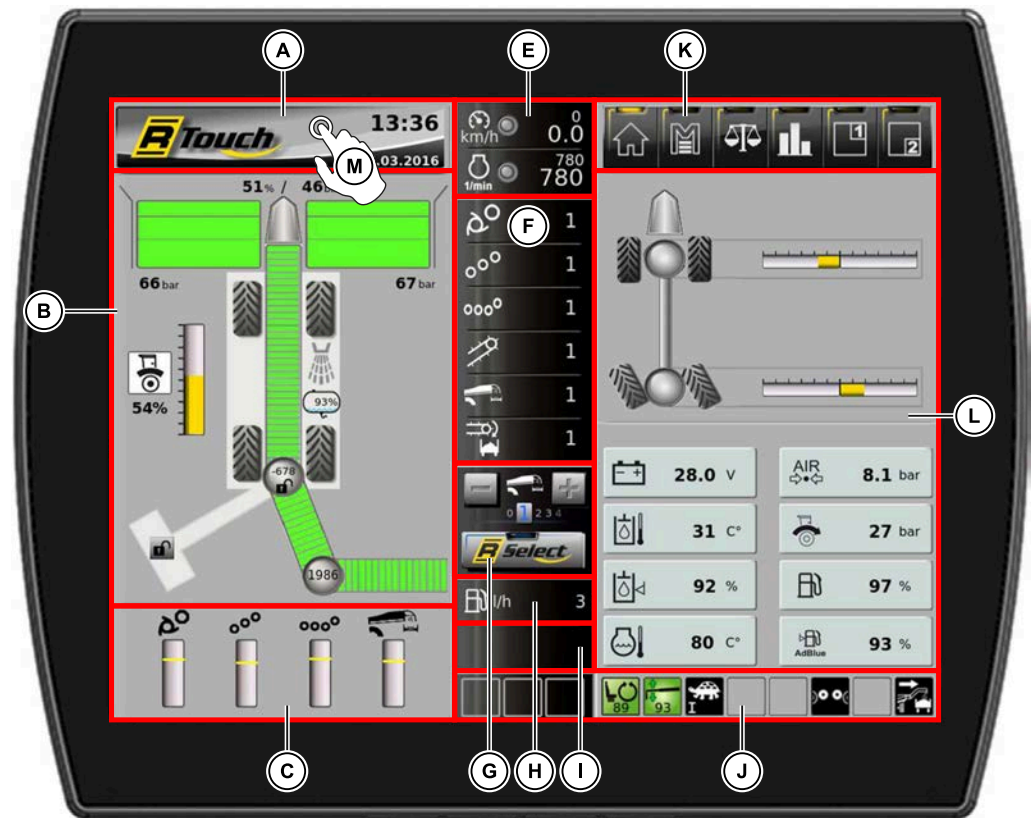 A
E
K
R Touch
13:36
.03.2016
M
km/h
0
0.0
1/min
780
780
1
2
51% / 46
66 bar
67 bar
B
54%
93%
-678
1986
F
1
1
1
1
1
1
0 1 2 3 4
R Select
l/h 3
L
28.0 V
AIR
8.1 bar
31 C°
27 bar
92 %
97 %
80 C°
AdBlue
93 %
89
93
I
C
G
H
I
J